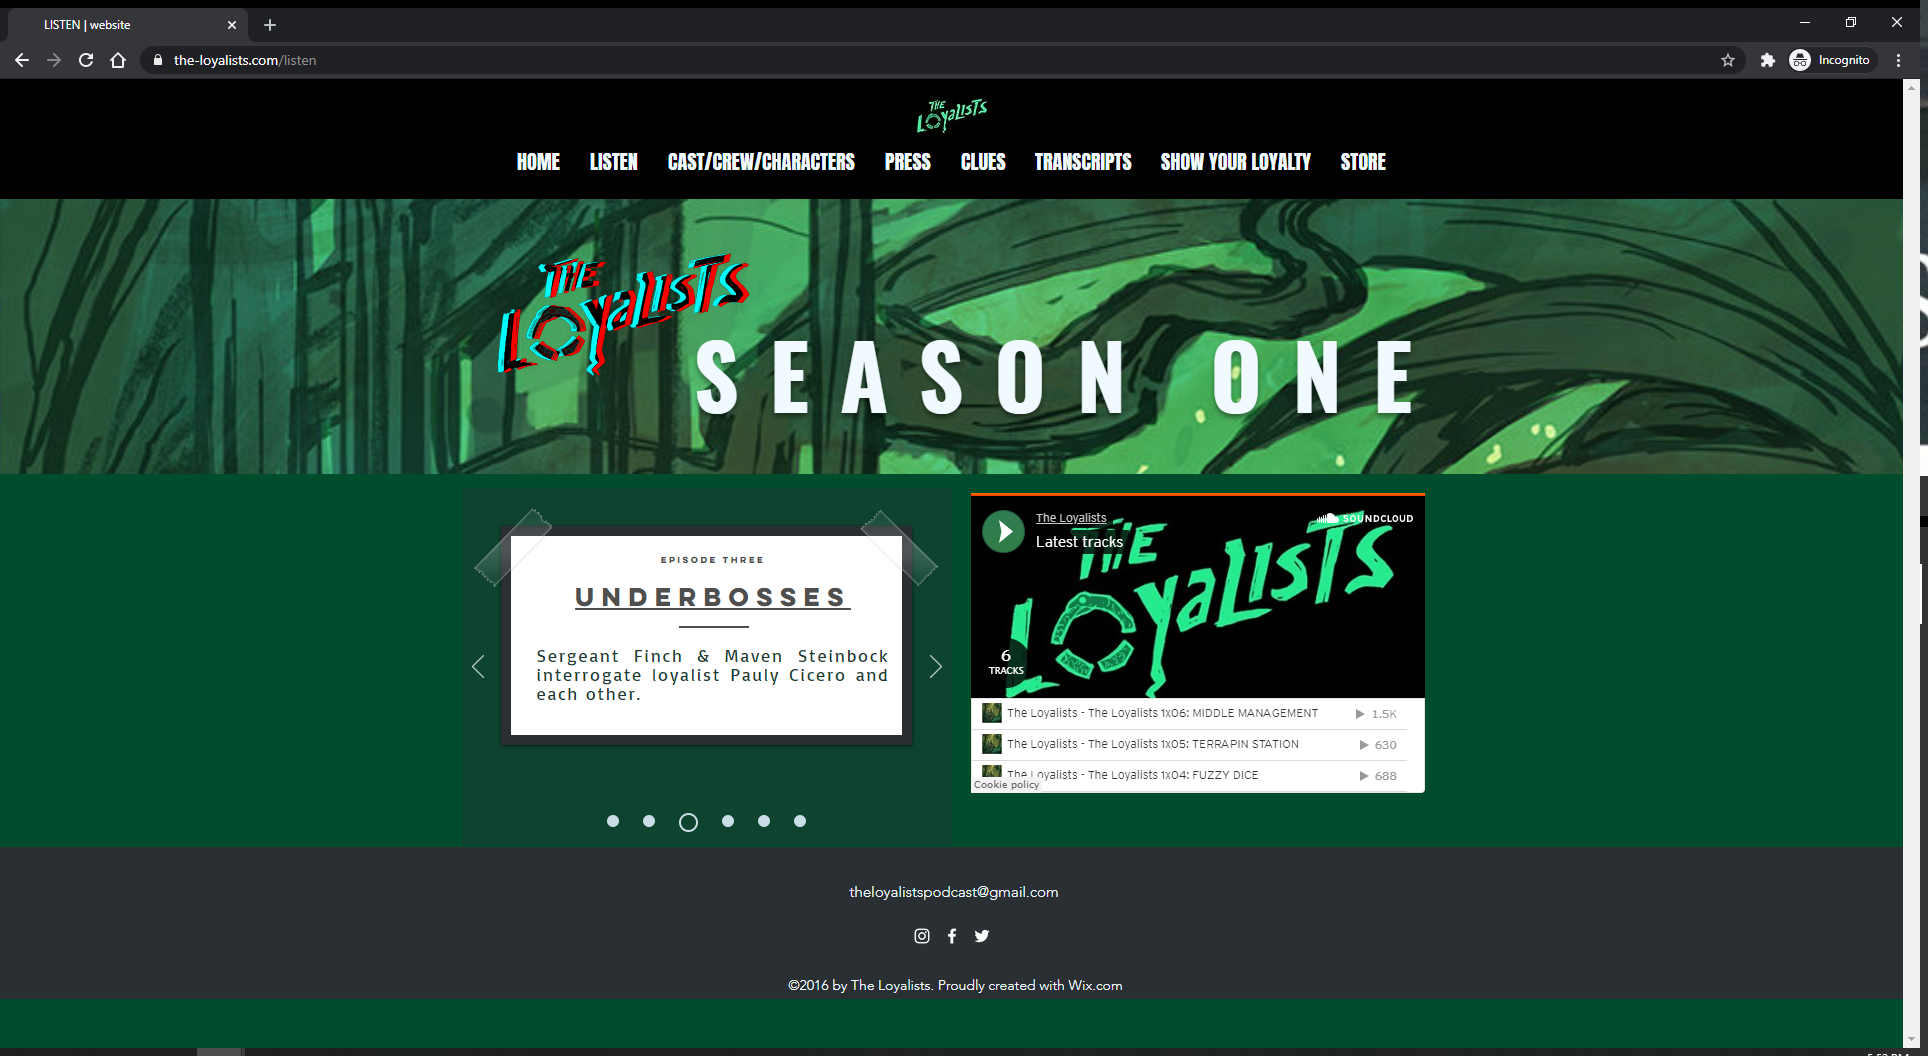 LISTEN | website
the-loyalists.com/listen
Incognito
THE LOYALISTS
HOME LISTEN CAST/CREW/CHARACTERS PRESS CLUES TRANSCRIPTS SHOW YOUR LOYALTY STORE
THE LOYALISTS
SEASON ONE
EPISODE THREE
UNDERBOSSES
Sergeant Finch & Maven Steinbock
interrogate loyalist Pauly Cicero and
each other.
The Loyalists
SOUNDCLOUD
Latest tracks
THE LOYALISTS
6
TRACKS
The Loyalists - The Loyalists 1x06: MIDDLE MANAGEMENT 1.5K
The Loyalists - The Loyalists 1x05: TERRAPIN STATION 630
The Loyalists - The Loyalists 1x04: FUZZY DICE 688
Cookie policy
theloyalistspodcast@gmail.com
©2016 by The Loyalists. Proudly created with Wix.com